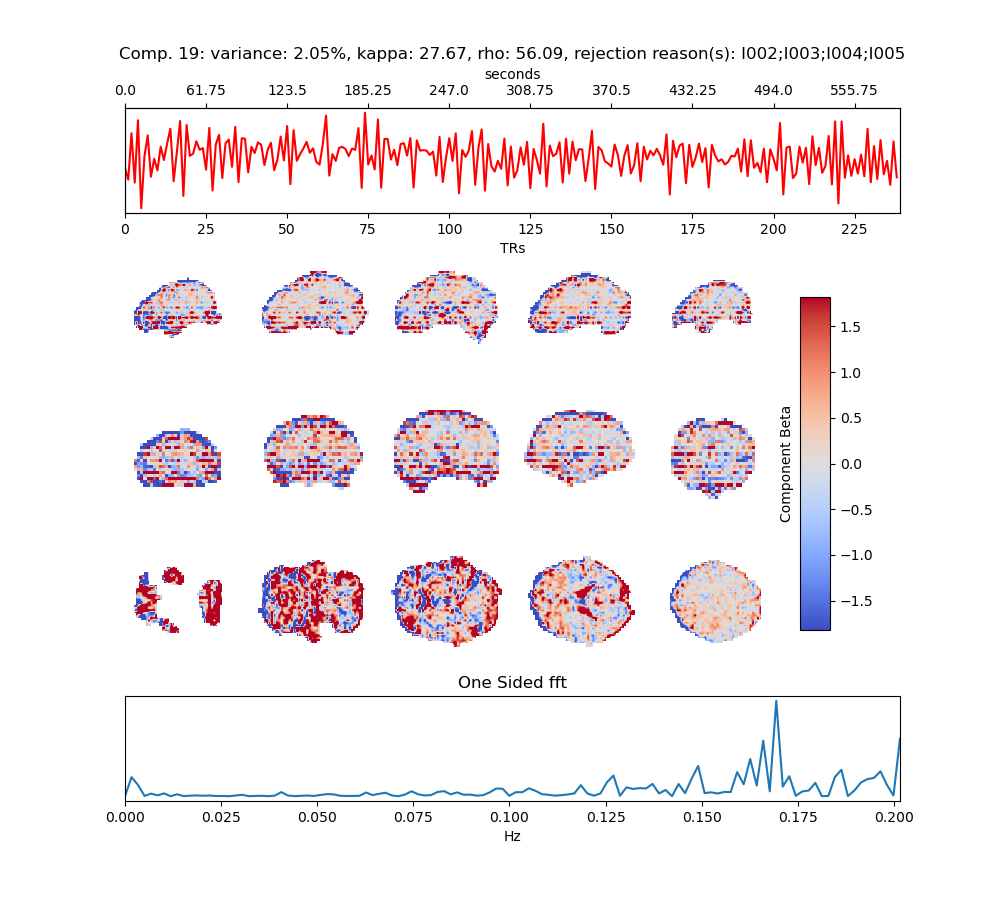 Comp. 19: variance: 2.05%, kappa: 27.67, rho: 56.09, rejection reason(s): I002;I003;I004;I005
seconds
0.0 61.75 123.5 185.25 247.0 308.75 370.5 432.25 494.0 555.75
0 25 50 75 100 125 150 175 200 225
TRs
1.5
1.0
0.5
0.0
−0.5
−1.0
−1.5
Component Beta
One Sided fft
0.000 0.025 0.050 0.075 0.100 0.125 0.150 0.175 0.200
Hz